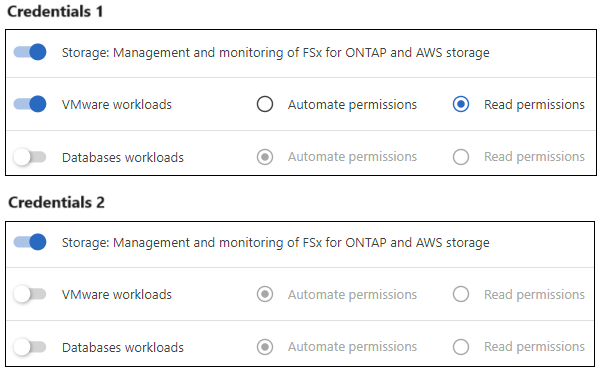 Credentials 1
Storage: Management and monitoring of FSx for ONTAP and AWS storage
VMware workloads Automate permissions Read permissions
Databases workloads Automate permissions Read permissions
Credentials 2
Storage: Management and monitoring of FSx for ONTAP and AWS storage
VMware workloads Automate permissions Read permissions
Databases workloads Automate permissions Read permissions